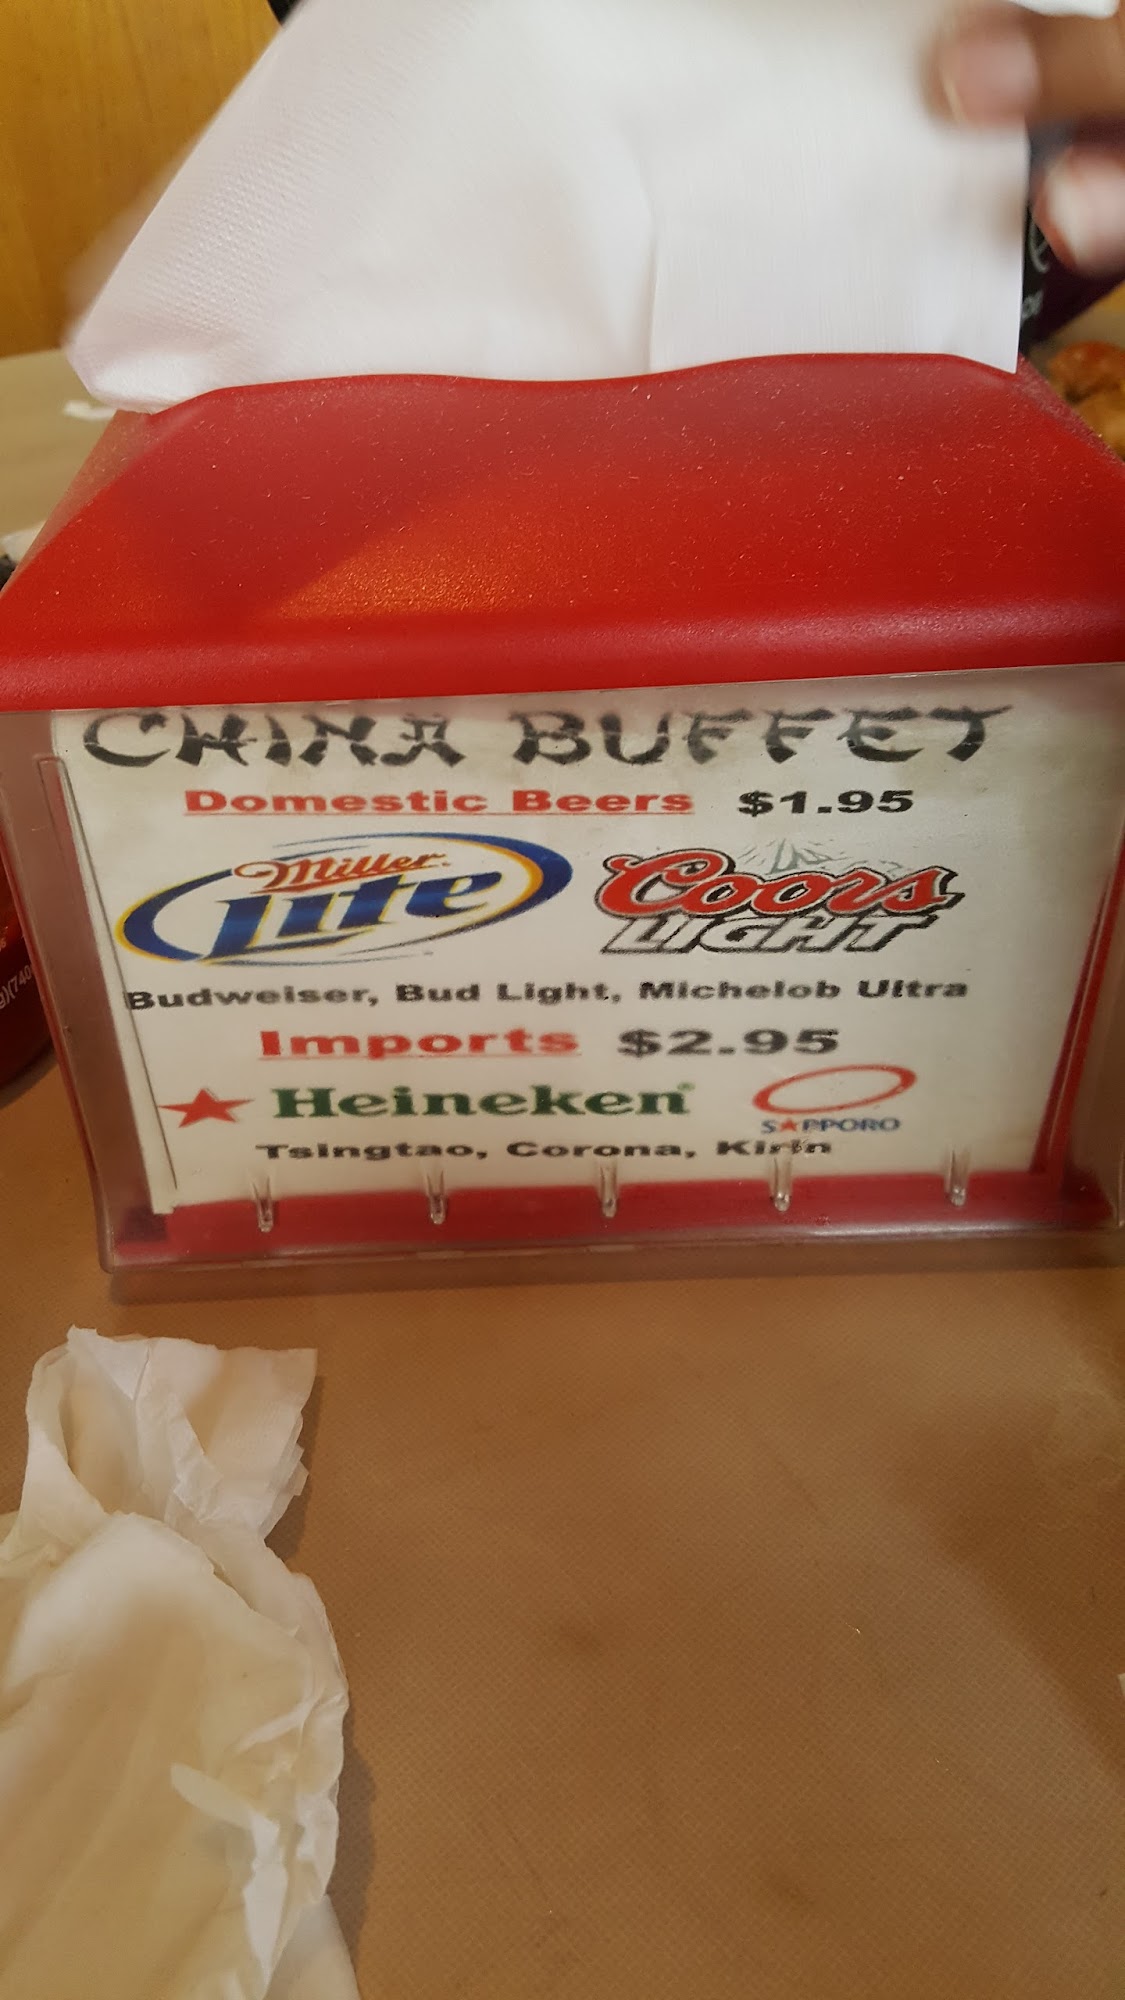 CHINA BUFFET
Domestic Beers $1.95
Miller Lite Coors LIGHT
Budweiser, Bud Light, Michelob Ultra
Imports $2.95
Heineken SAPPORO
Tsingtao, Corona, Kirin